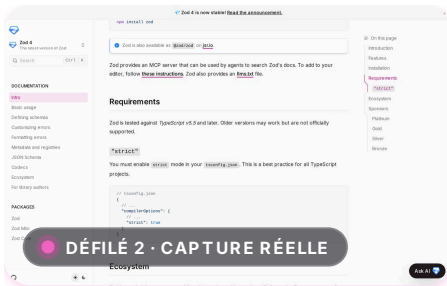 Zod 4 is now stable! Read the announcement.
npm install zod
Zod 4
The latest version of Zod
Search
Ctrl K
DOCUMENTATION
Intro
Basic usage
Defining schemas
Customizing errors
Formatting errors
Metadata and registries
JSON Schema
Codecs
Ecosystem
For library authors
PACKAGES
Zod
Zod Mini
Zod Core
Zod is also available as @zod/zod on jsr.io.
Zod provides an MCP server that can be used by agents to search Zod's docs. To add to your
editor, follow these instructions. Zod also provides an llms.txt file.
Requirements
Zod is tested against TypeScript v5.5 and later. Older versions may work but are not officially
supported.
"strict"
You must enable strict mode in your tsconfig.json. This is a best practice for all TypeScript
projects.
// tsconfig.json
{
// ...
"compilerOptions": {
// ...
"strict": true
}
Ecosystem
On this page
Introduction
Features
Installation
Requirements
"strict"
Ecosystem
Sponsors
Platinum
Gold
Silver
Bronze
DÉFILÉ 2 · CAPTURE RÉELLE
Ask AI